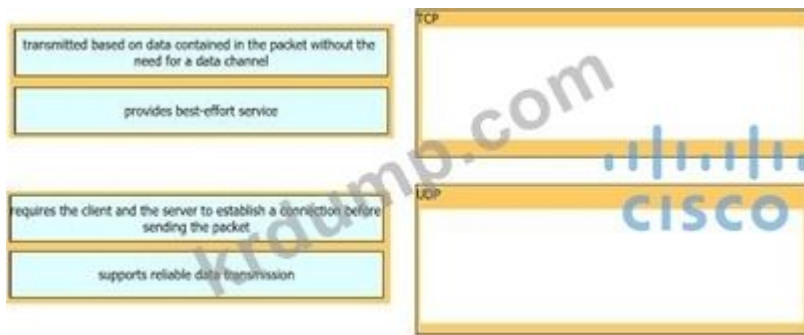 transmitted based on data contained in the packet without the
need for a data channel
provides best-effort service
requires the client and the server to establish a connection before
sending the packet
supports reliable data transmission
TCP
UDP
CISCO
krdump.com